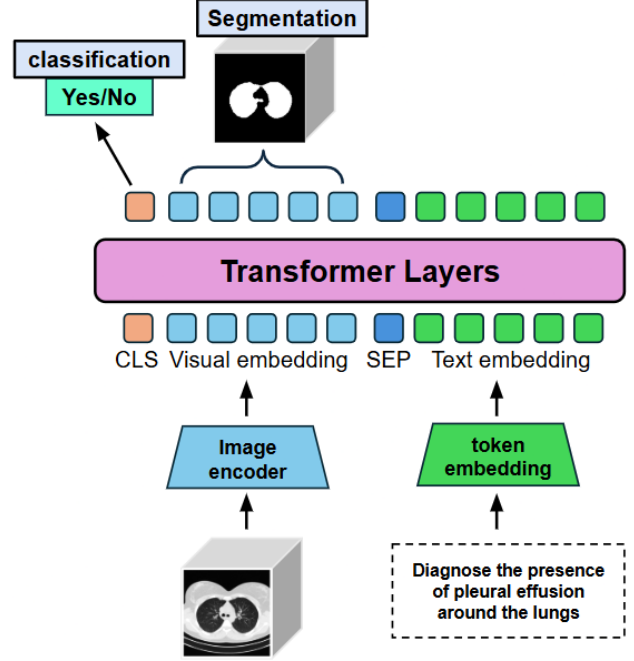 Segmentation
classification
Yes/No
Transformer Layers
CLS Visual embedding SEP Text embedding
Image
encoder
token
embedding
Diagnose the presence
of pleural effusion
around the lungs